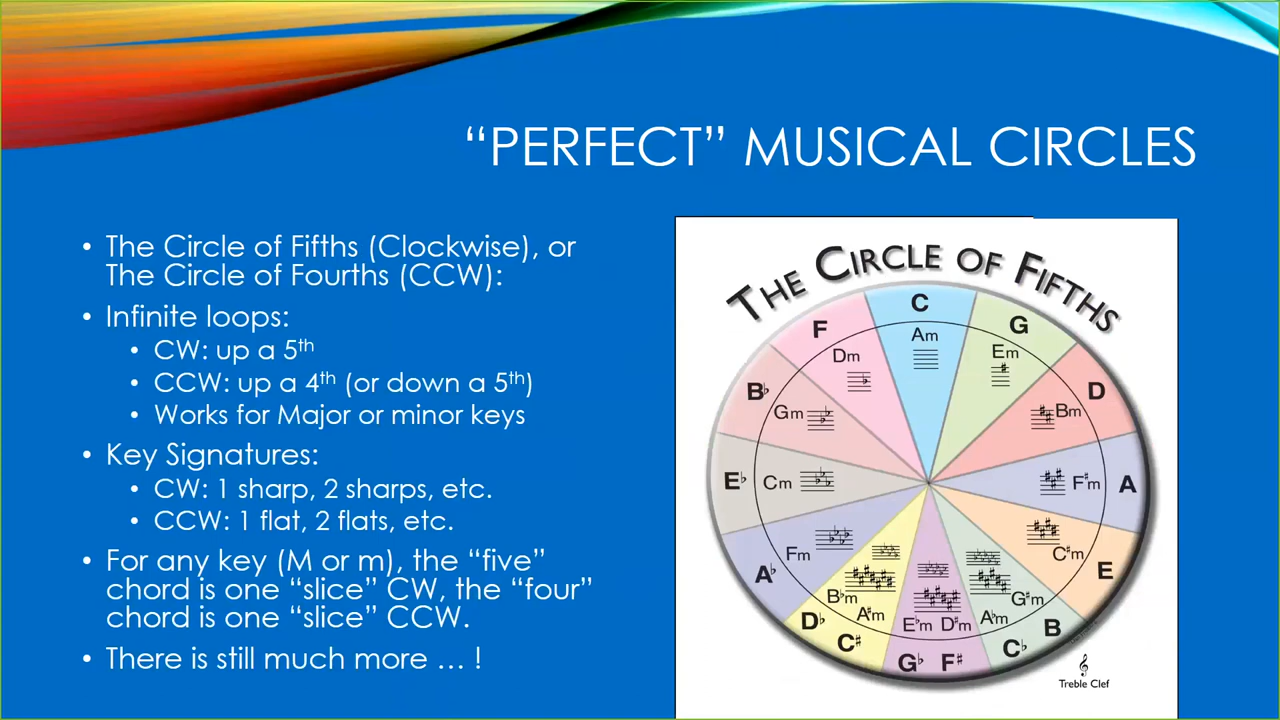 “PERFECT” MUSICAL CIRCLES
• The Circle of Fifths (Clockwise), or
The Circle of Fourths (CCW):
• Infinite loops:
• CW: up a 5th
• CCW: up a 4th (or down a 5th)
• Works for Major or minor keys
• Key Signatures:
• CW: 1 sharp, 2 sharps, etc.
• CCW: 1 flat, 2 flats, etc.
• For any key (M or m), the “five”
chord is one “slice” CW, the “four”
chord is one “slice” CCW.
• There is still much more … !
THE CIRCLE OF FIFTHS
C
Am
G
Em
D
Bm
A
F♯m
E
C♯m
B
G♯m
C♭
A♭m
F♯
D♯m
G♭
E♭m
C♯
A♯m
D♭
B♭m
A♭
Fm
E♭
Cm
B♭
Gm
F
Dm
Treble Clef